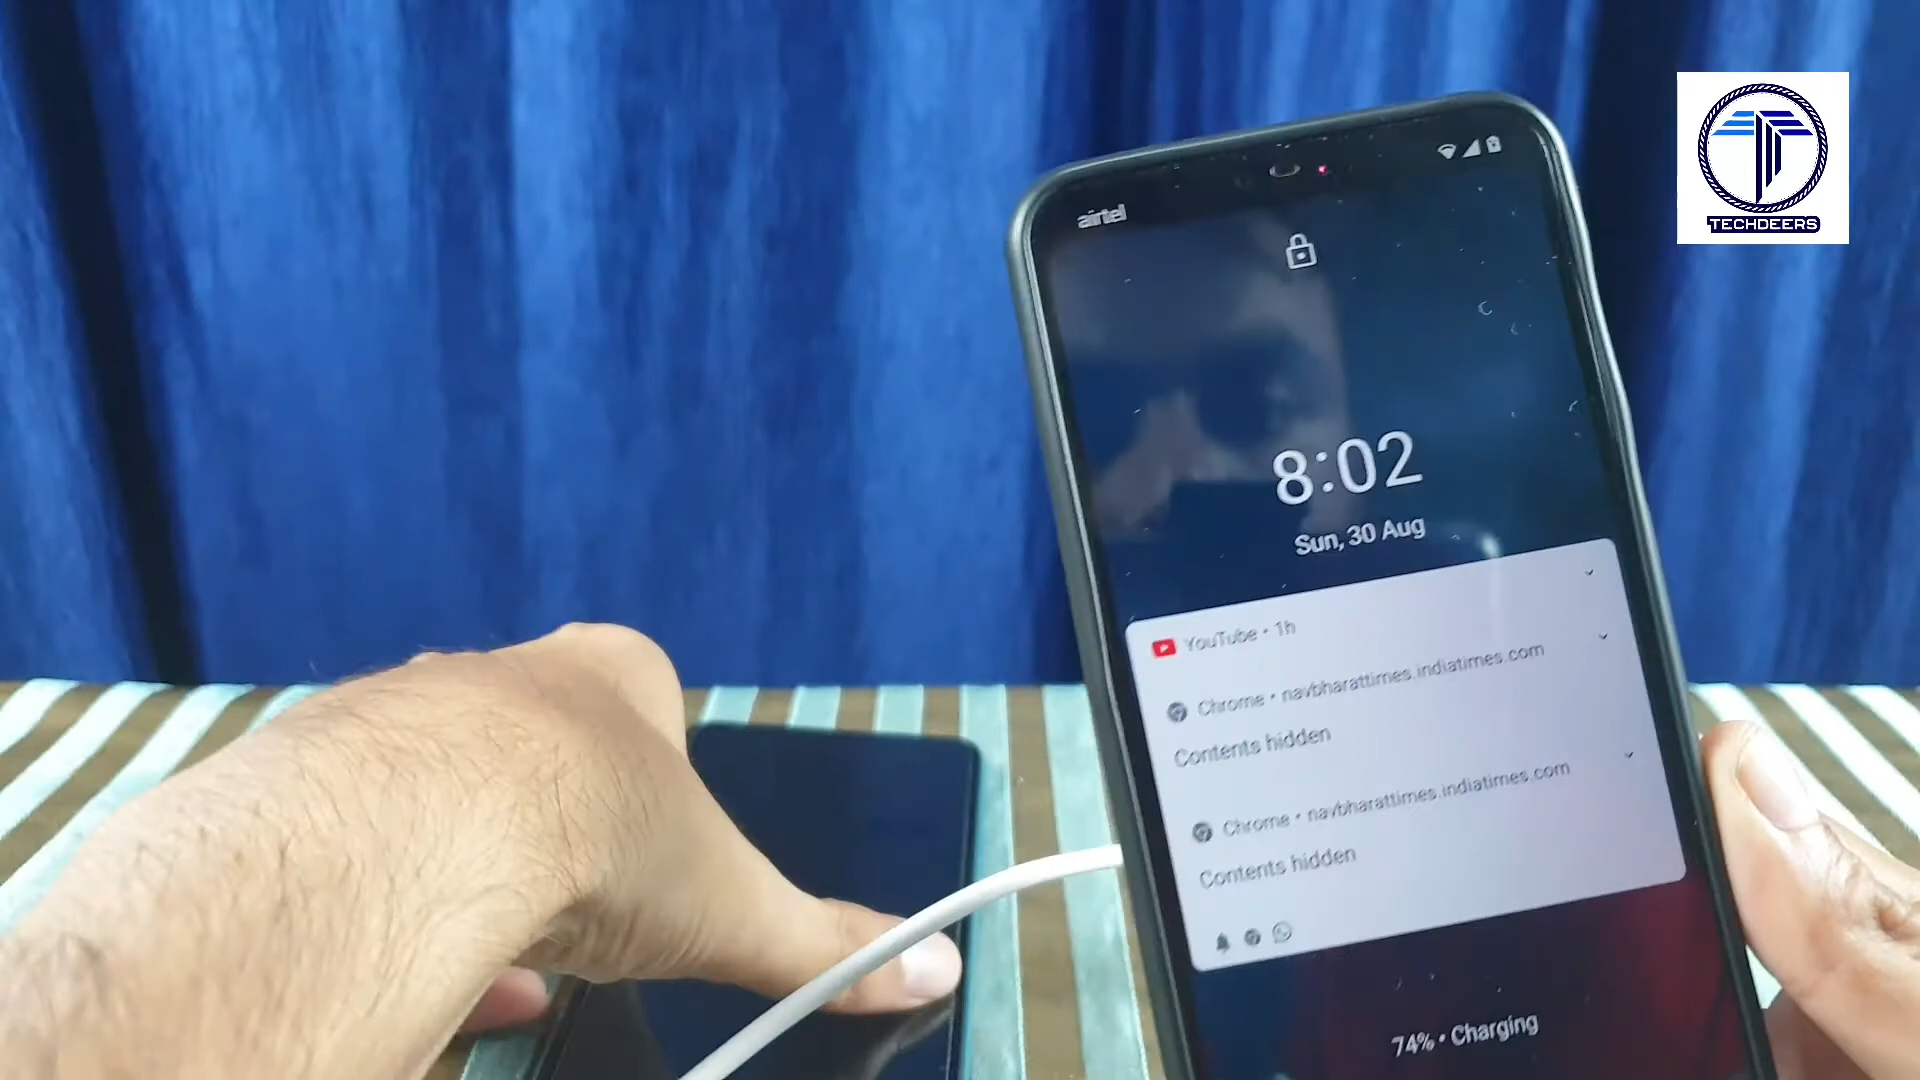 TECHDEERS
airtel
8:02
Sun, 30 Aug
YouTube • 1h
Chrome • navbharattimes.indiatimes.com
Contents hidden
Chrome • navbharattimes.indiatimes.com
Contents hidden
74% • Charging